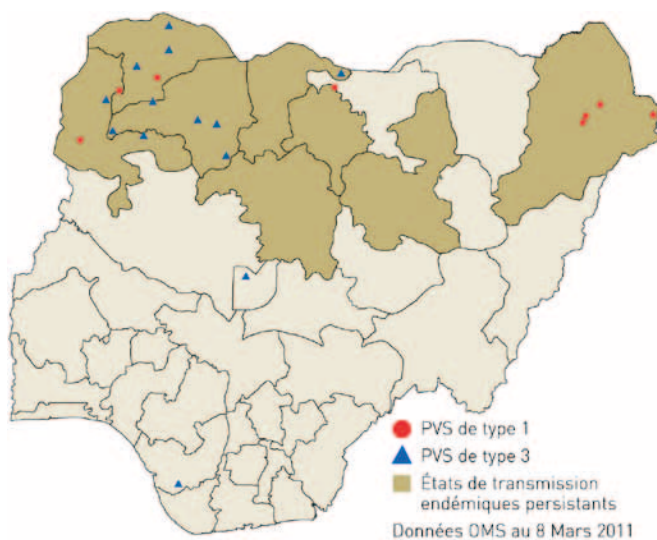 PVS de type 1
PVS de type 3
États de transmission
endémiques persistants
Données OMS au 8 Mars 2011